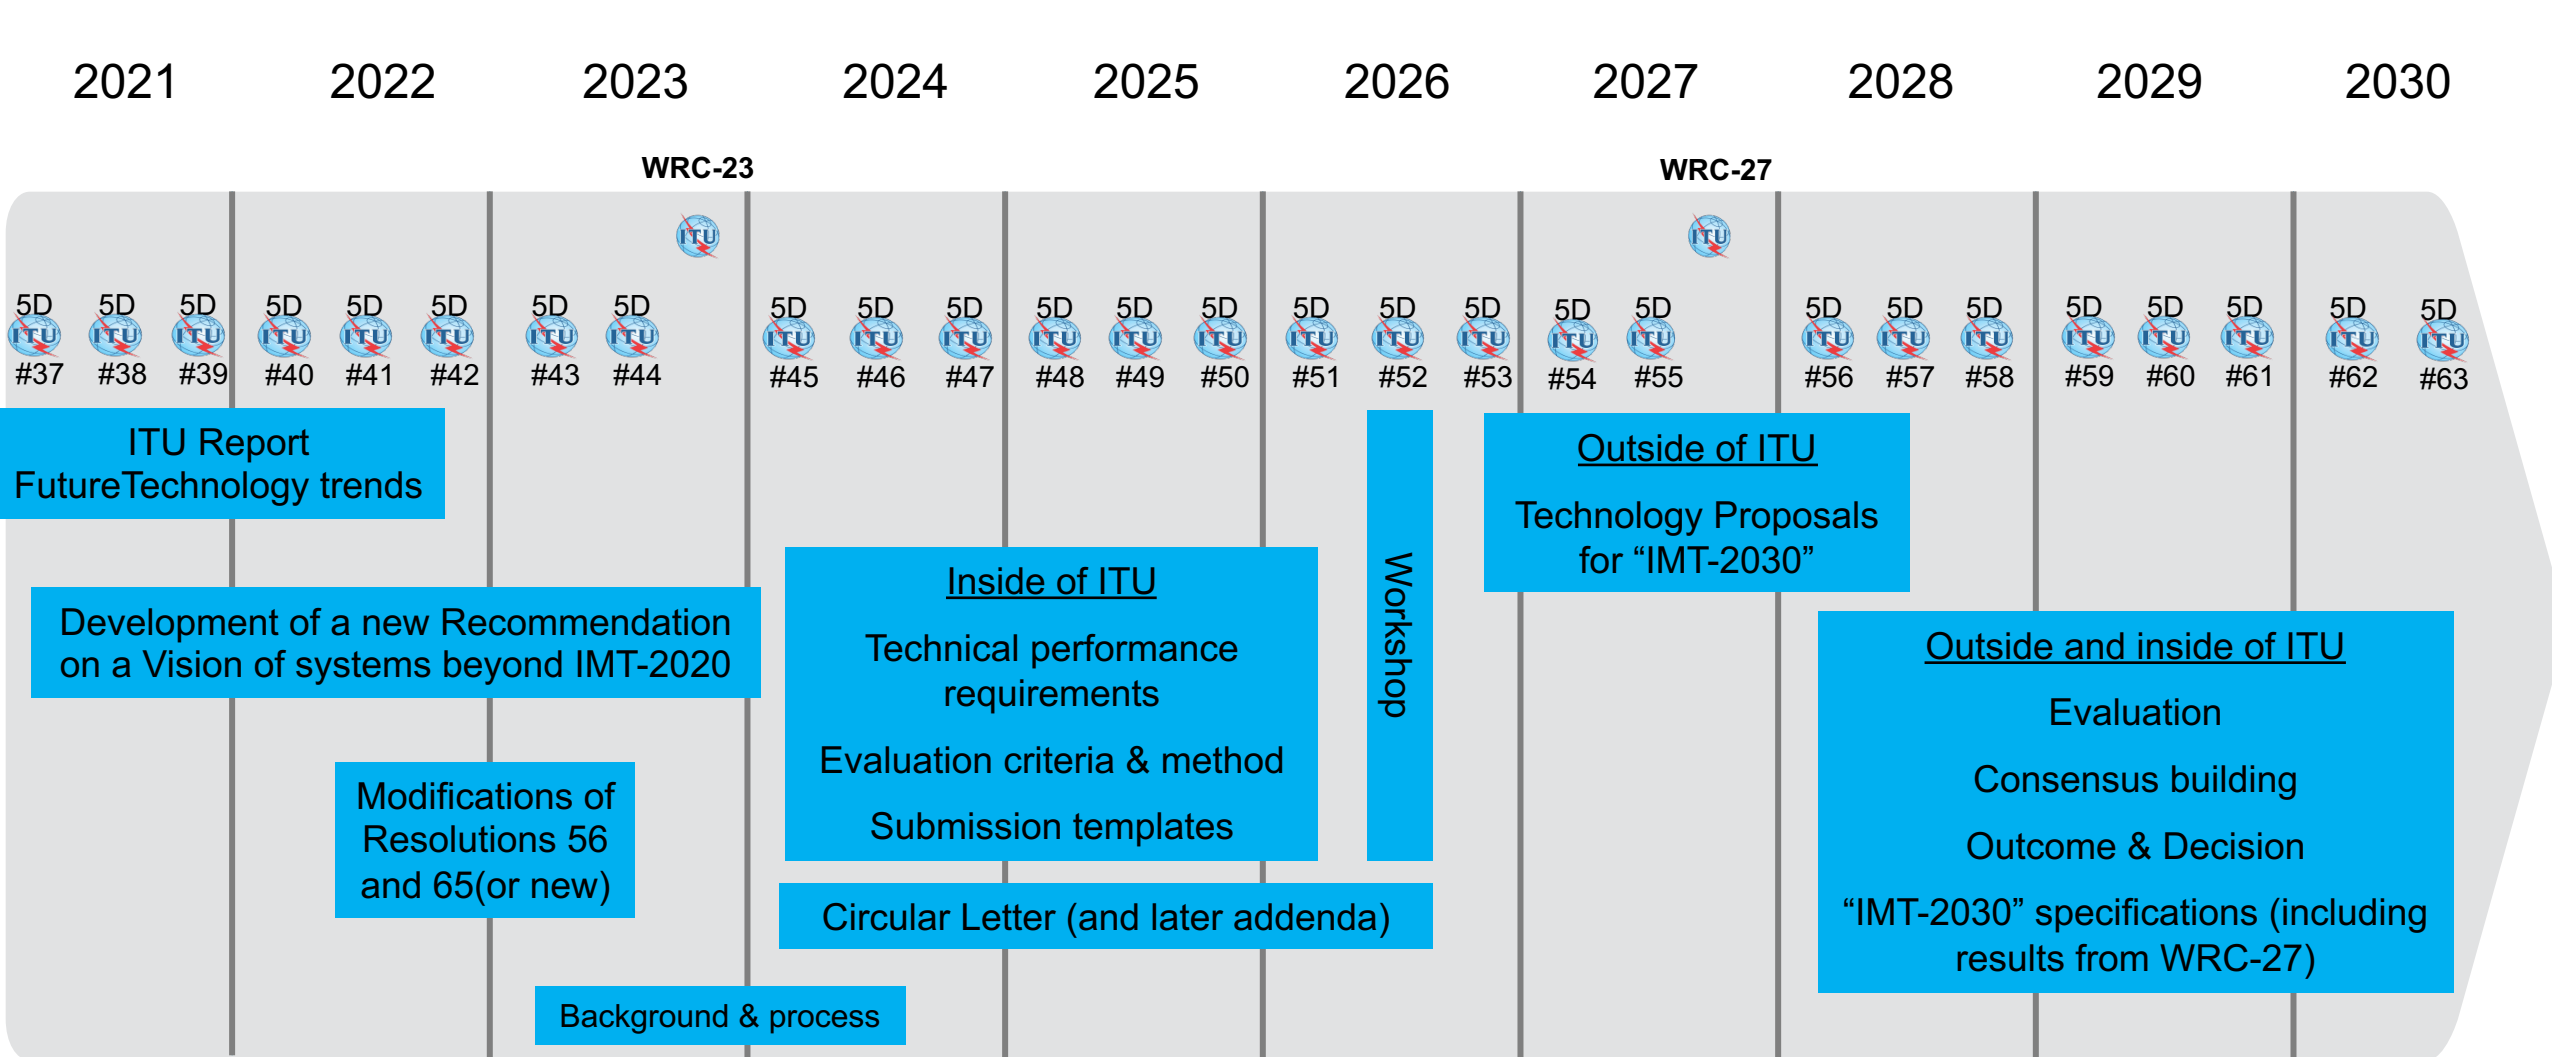 2021 2022 2023 2024 2025 2026 2027 2028 2029 2030
WRC-23 WRC-27
ITU ITU
5D 5D 5D 5D 5D 5D 5D 5D 5D 5D 5D 5D 5D 5D 5D 5D 5D 5D 5D 5D 5D 5D 5D 5D 5D 5D 5D
ITU ITU ITU ITU ITU ITU ITU ITU ITU ITU ITU ITU ITU ITU ITU ITU ITU ITU ITU ITU ITU ITU ITU ITU ITU ITU ITU
#37 #38 #39 #40 #41 #42 #43 #44 #45 #46 #47 #48 #49 #50 #51 #52 #53 #54 #55 #56 #57 #58 #59 #60 #61 #62 #63
ITU Report
FutureTechnology trends
Development of a new Recommendation
on a Vision of systems beyond IMT-2020
Modifications of
Resolutions 56
and 65(or new)
Background & process
Inside of ITU
Technical performance
requirements
Evaluation criteria & method
Submission templates
Circular Letter (and later addenda)
Workshop
Outside of ITU
Technology Proposals
for “IMT-2030”
Outside and inside of ITU
Evaluation
Consensus building
Outcome & Decision
“IMT-2030” specifications (including
results from WRC-27)